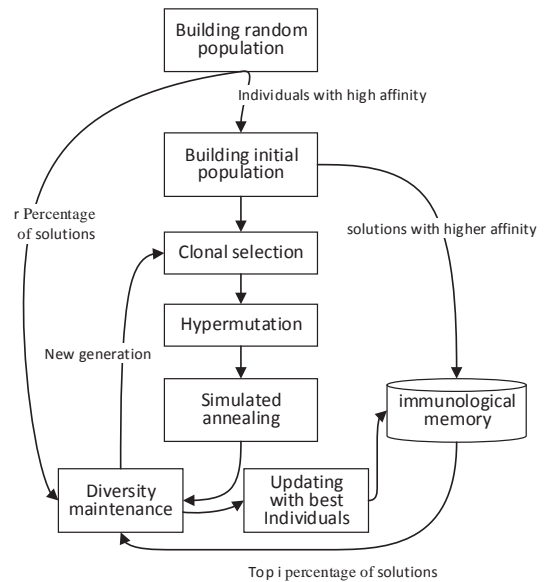 Building random
population
Individuals with high affinity
Building initial
population
r Percentage
of solutions
solutions with higher affinity
Clonal selection
Hypermutation
New generation
Simulated
annealing
immunological
memory
Diversity
maintenance
Updating
with best
Individuals
Top i percentage of solutions